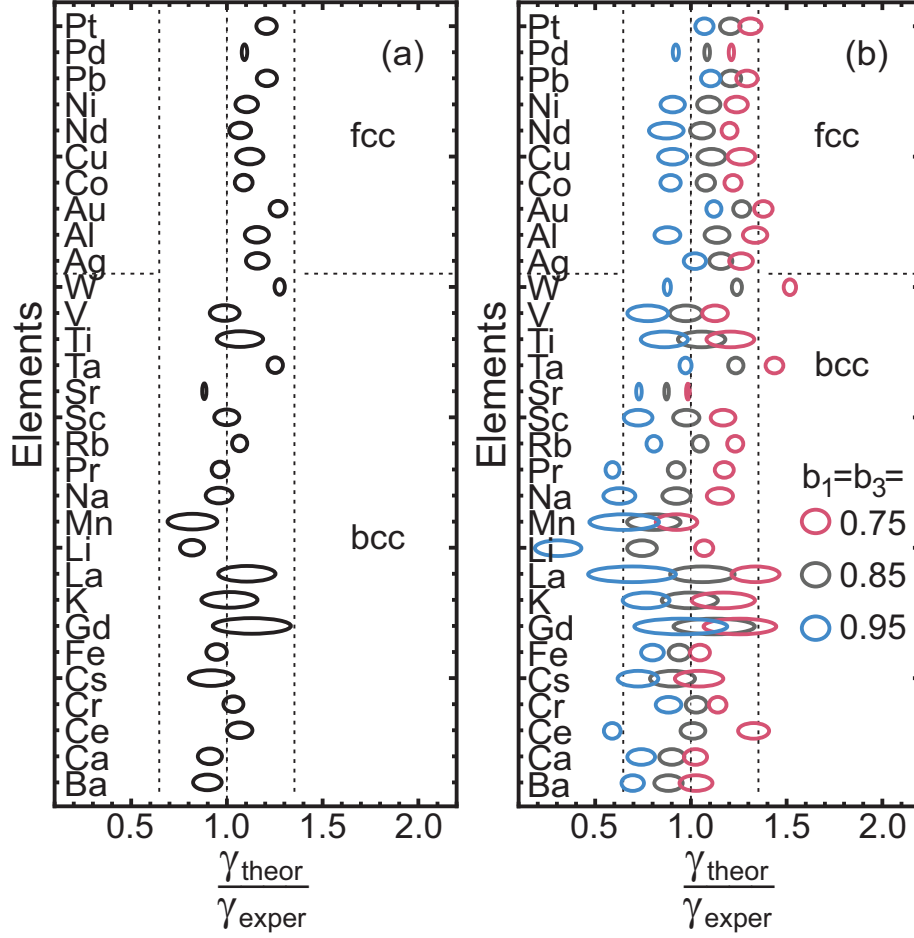 Elements
Pt
Pd
Pb
Ni
Nd
Cu
Co
Au
Al
Ag
W
V
Ti
Ta
Sr
Sc
Rb
Pr
Na
Mn
Li
La
K
Gd
Fe
Cs
Cr
Ce
Ca
Ba
(a)
fcc
bcc
0.5 1.0 1.5 2.0
γtheor
γexper
Elements
Pt
Pd
Pb
Ni
Nd
Cu
Co
Au
Al
Ag
W
V
Ti
Ta
Sr
Sc
Rb
Pr
Na
Mn
Li
La
K
Gd
Fe
Cs
Cr
Ce
Ca
Ba
(b)
fcc
bcc
b₁=b₃=
0.75
0.85
0.95
0.5 1.0 1.5 2.0
γtheor
γexper